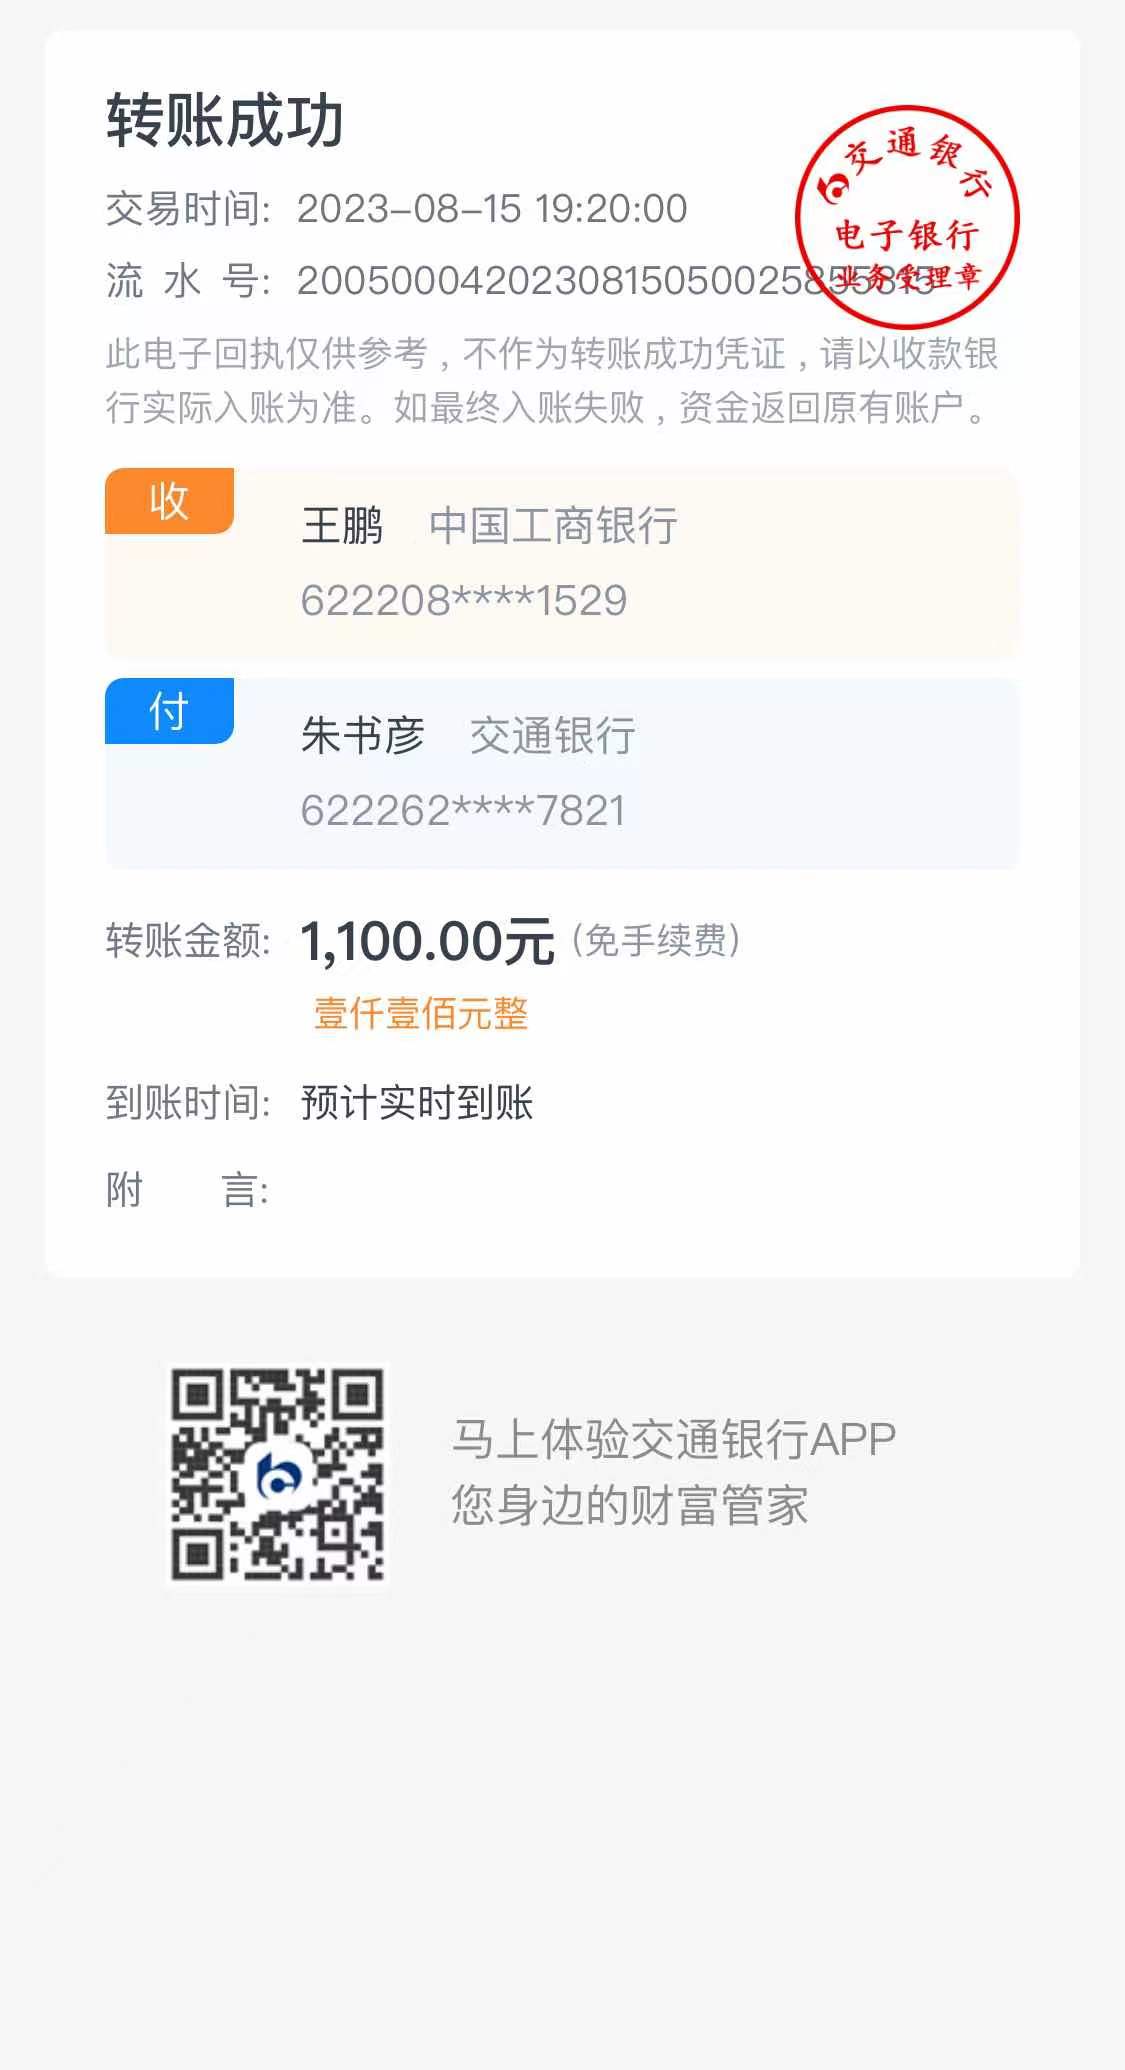 转账成功
交通银行
电子银行
业务受理章
交易时间: 2023-08-15 19:20:00
流水号: 2005000420230815050025855815
此电子回执仅供参考,不作为转账成功凭证,请以收款银
行实际入账为准。如最终入账失败,资金返回原有账户。
收
王鹏 中国工商银行
622208****1529
付
朱书彦 交通银行
622262****7821
转账金额: 1,100.00元 (免手续费)
壹仟壹佰元整
到账时间: 预计实时到账
附言:
马上体验交通银行APP
您身边的财富管家